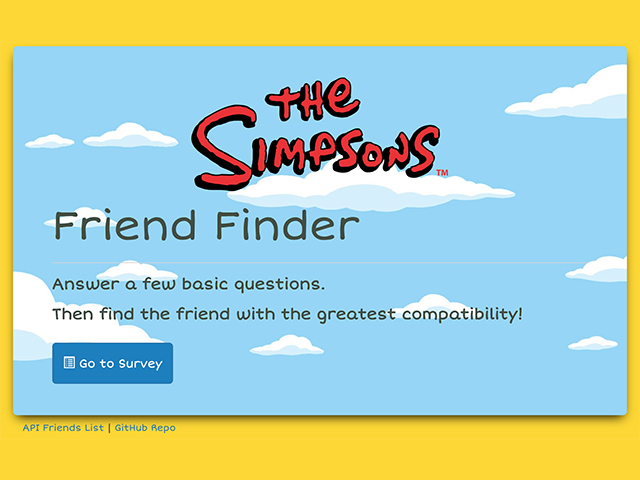 THE
SIMPSONS TM
Friend Finder
Answer a few basic questions.
Then find the friend with the greatest compatibility!
Go to Survey
API Friends List | GitHub Repo